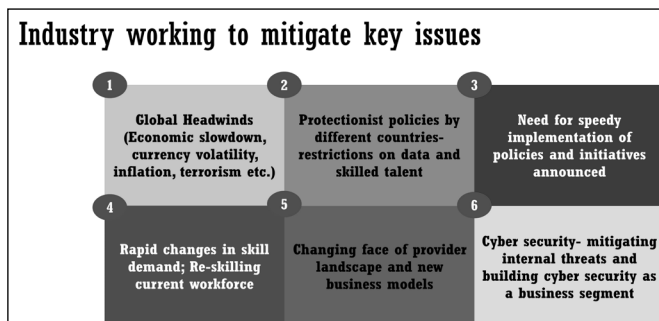 Industry working to mitigate key issues
1
Global Headwinds
(Economic slowdown,
currency volatility,
inflation, terrorism etc.)
2
Protectionist policies by
different countries-
restrictions on data and
skilled talent
3
Need for speedy
implementation of
policies and initiatives
announced
4
Rapid changes in skill
demand; Re-skilling
current workforce
5
Changing face of provider
landscape and new
business models
6
Cyber security- mitigating
internal threats and
building cyber security as
a business segment